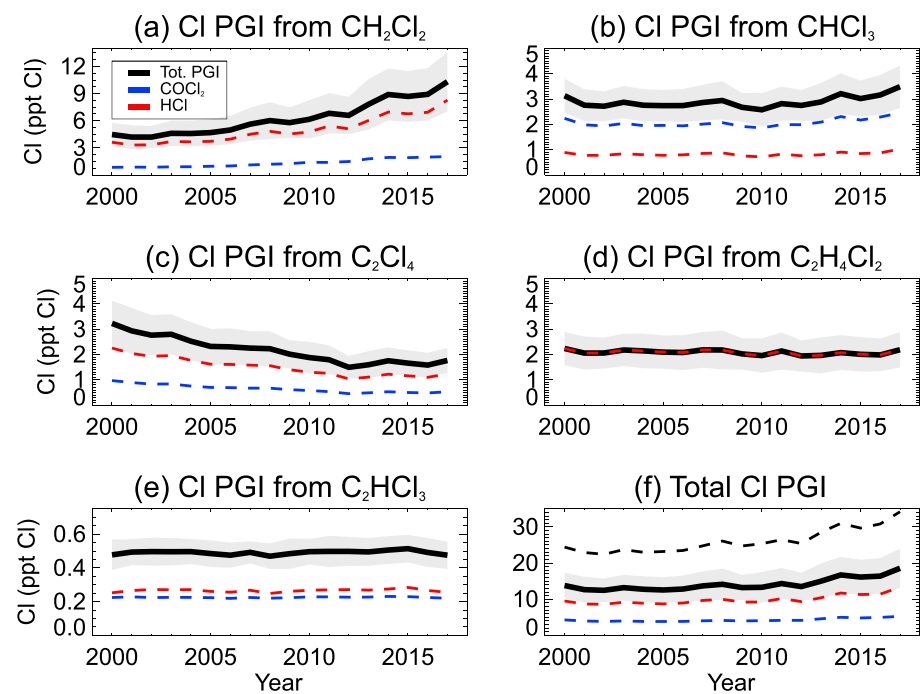 (a) Cl PGI from CH₂Cl₂
Cl (ppt Cl)
12
9
6
3
0
Tot. PGI
COCl₂
HCl
2000 2005 2010 2015
(b) Cl PGI from CHCl₃
5
4
3
2
1
0
2000 2005 2010 2015
(c) Cl PGI from C₂Cl₄
Cl (ppt Cl)
5
4
3
2
1
0
2000 2005 2010 2015
(d) Cl PGI from C₂H₄Cl₂
5
4
3
2
1
0
2000 2005 2010 2015
(e) Cl PGI from C₂HCl₃
Cl (ppt Cl)
0.6
0.4
0.2
0.0
2000 2005 2010 2015
Year
(f) Total Cl PGI
30
20
10
0
2000 2005 2010 2015
Year